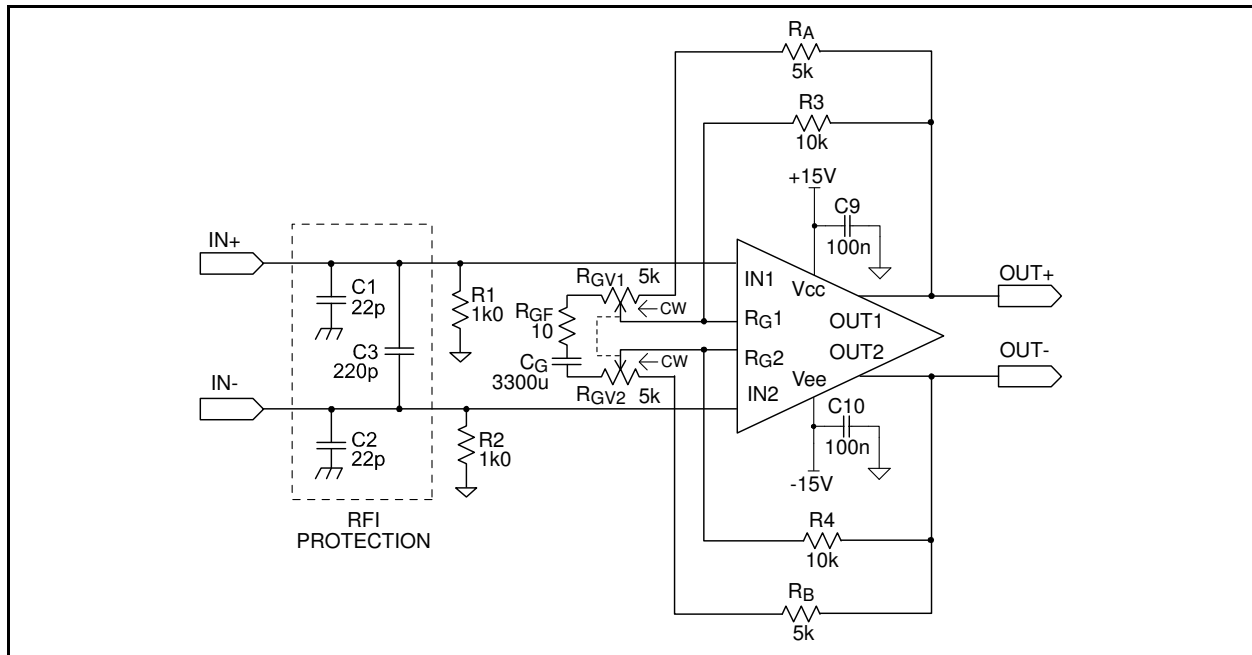 RA
5k
R3
10k
+15V
C9
100n
IN+
C1
22p
R1
1k0
C3
220p
RGV1 5k
CW
RGF
10
CG
3300u
CW
RGV2 5k
IN1
Vcc
RG1
OUT1
RG2
OUT2
Vee
IN2
OUT+
OUT-
IN-
C2
22p
R2
1k0
C10
100n
-15V
RFI
PROTECTION
R4
10k
RB
5k